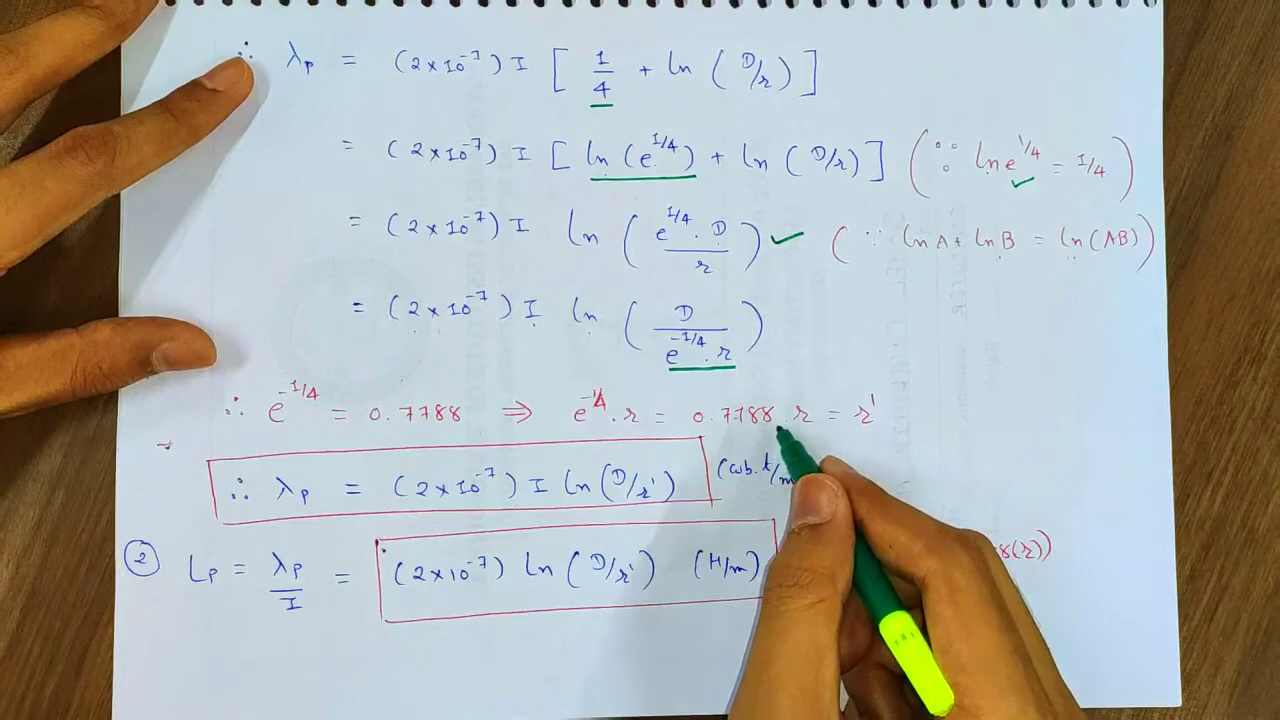 ∴ λp = (2×10⁻⁷) I [ 1/4 + ln ( D/r ) ]
= (2×10⁻⁷) I [ ln (e^1/4) + ln ( D/r ) ] ( ∵ ln e^1/4 = 1/4 )
= (2×10⁻⁷) I ln ( e^1/4 . D / r ) ✓ ( ∵ ln A + ln B = ln (AB) )
= (2×10⁻⁷) I ln ( D / e^-1/4 . r )
∴ e^-1/4 = 0.7788 ⇒ e^-1/4 . r = 0.7788 . r = r'
∴ λp = (2×10⁻⁷) I ln (D/r') (wb.t/m
② Lp = λp / I = (2×10⁻⁷) ln (D/r') (H/m) (r))